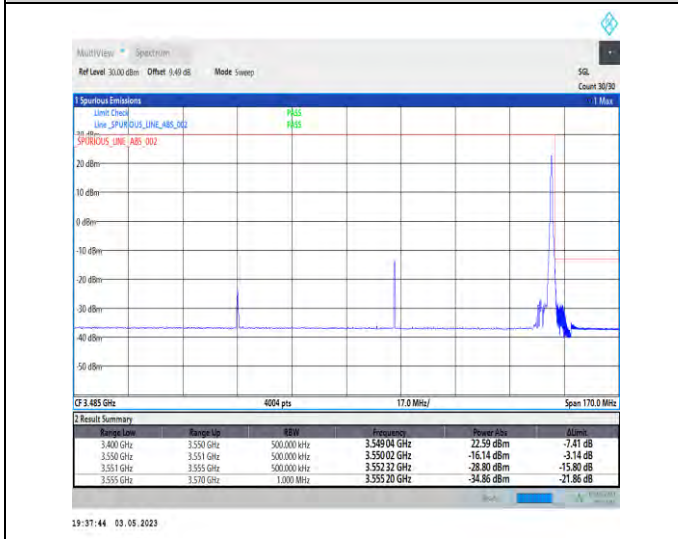 MultiView Spectrum
Ref Level 30.00 dBm Offset 9.49 dB Mode Sweep SGL
Count 30/30
1 Spurious Emissions 1 Max
Limit Check PASS
Line _SPURIOUS_LINE_ABS_002 PASS
30 dBm
_SPURIOUS_LINE_ABS_002
20 dBm
10 dBm
0 dBm
-10 dBm
-20 dBm
-30 dBm
-40 dBm
-50 dBm
CF 3.485 GHz 4004 pts 17.0 MHz/ Span 170.0 MHz
2 Result Summary
Range Low Range Up RBW Frequency Power Abs ΔLimit
3.400 GHz 3.550 GHz 500.000 kHz 3.549 04 GHz 22.59 dBm -7.41 dB
3.550 GHz 3.551 GHz 500.000 kHz 3.550 02 GHz -16.14 dBm -3.14 dB
3.551 GHz 3.555 GHz 500.000 kHz 3.552 32 GHz -28.80 dBm -15.80 dB
3.555 GHz 3.570 GHz 1.000 MHz 3.555 20 GHz -34.86 dBm -21.86 dB
19:37:44 03.05.2023